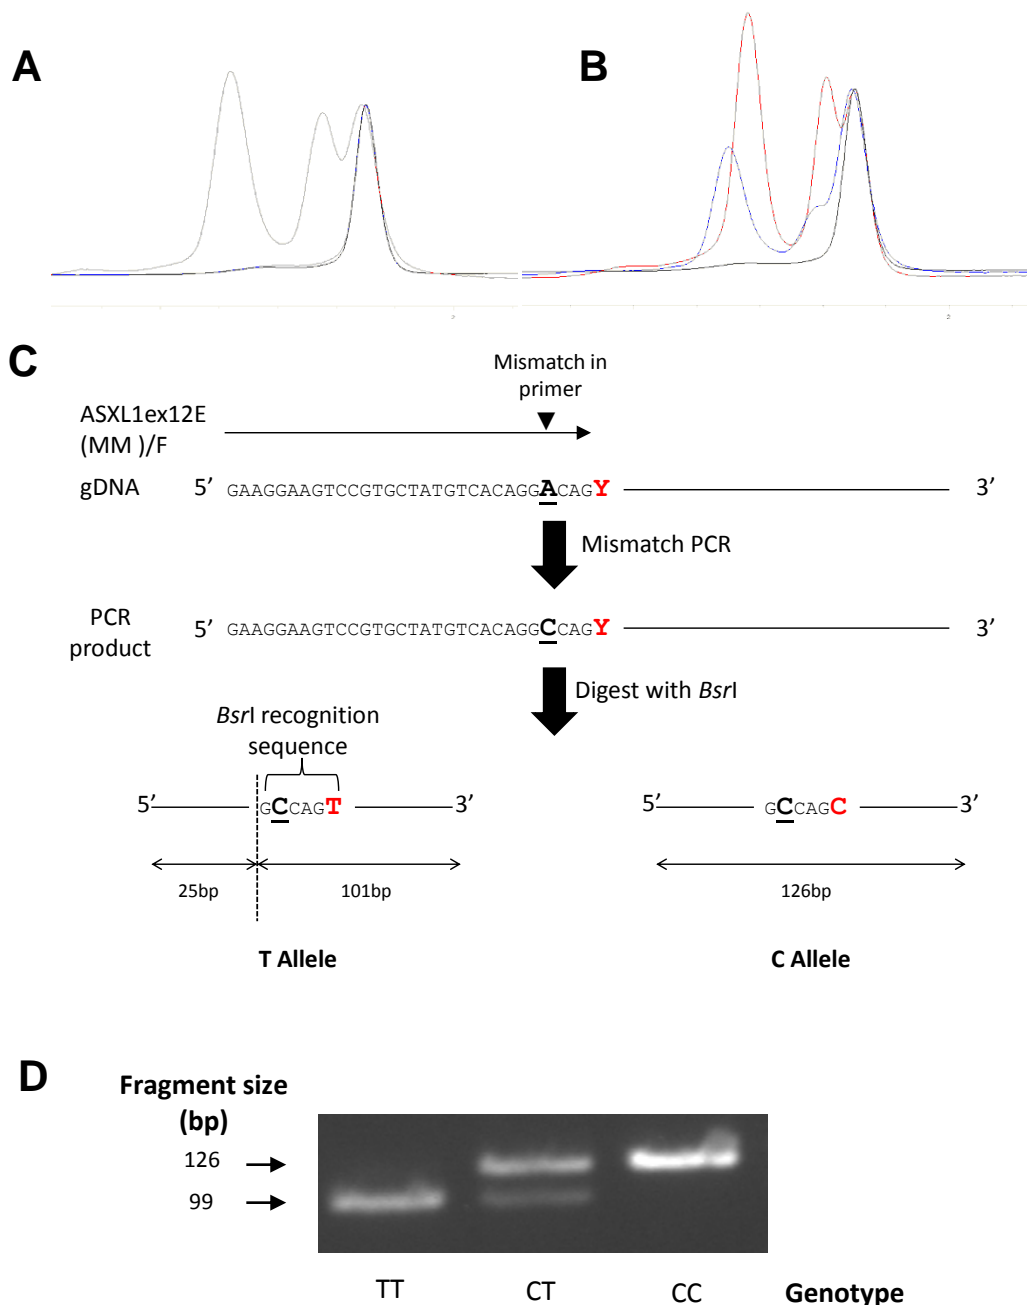 A
B
2
2
C
Mismatch in
primer
ASXL1ex12E
(MM )/F
gDNA 5’ GAAGGAAGTCCGTGCTATGTCACAGGACAGY 3’
Mismatch PCR
PCR
product
5’ GAAGGAAGTCCGTGCTATGTCACAGGCCAGY 3’
Digest with BsrI
BsrI recognition
sequence
5’ GCCAGT 3’
5’ GCCAGC 3’
25bp 101bp
126bp
T Allele
C Allele
D
Fragment size
(bp)
126
99
TT CT CC Genotype